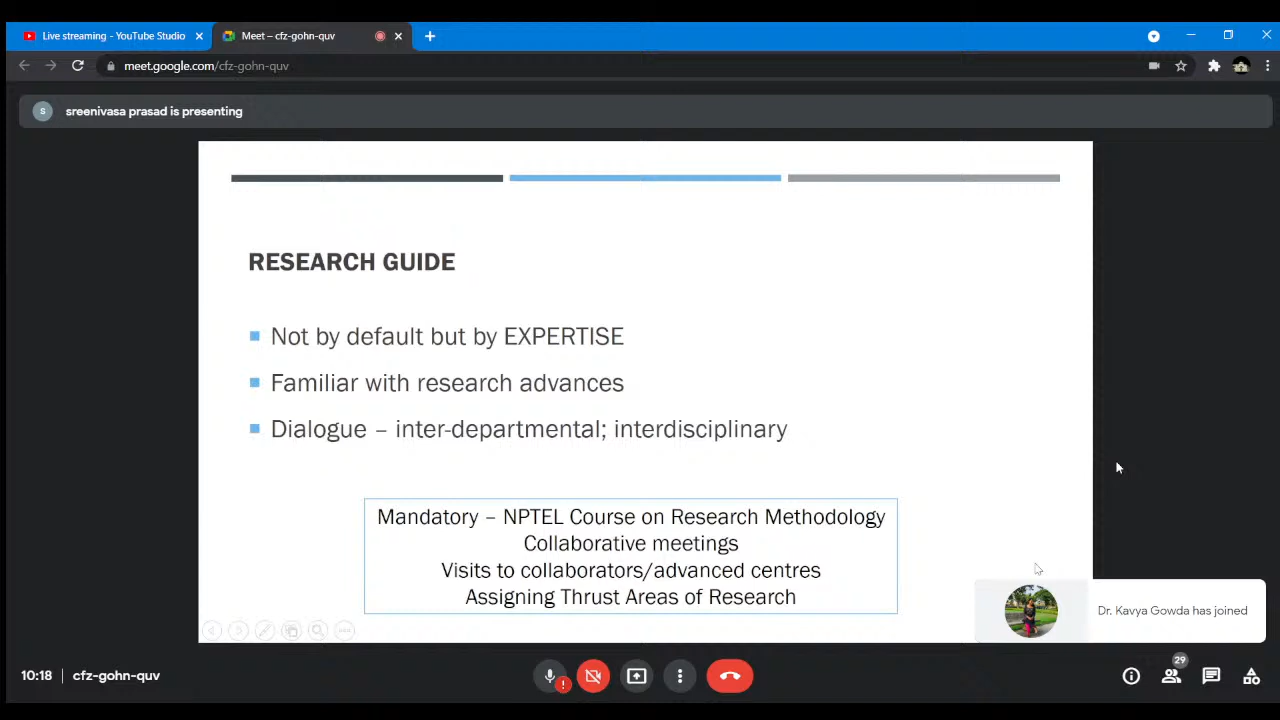 Live streaming - YouTube Studio
Meet – cfz-gohn-quv
meet.google.com/cfz-gohn-quv
S
sreenivasa prasad is presenting
RESEARCH GUIDE
Not by default but by EXPERTISE
Familiar with research advances
Dialogue – inter-departmental; interdisciplinary
Mandatory – NPTEL Course on Research Methodology
Collaborative meetings
Visits to collaborators/advanced centres
Assigning Thrust Areas of Research
Dr. Kavya Gowda has joined
10:18 | cfz-gohn-quv
29